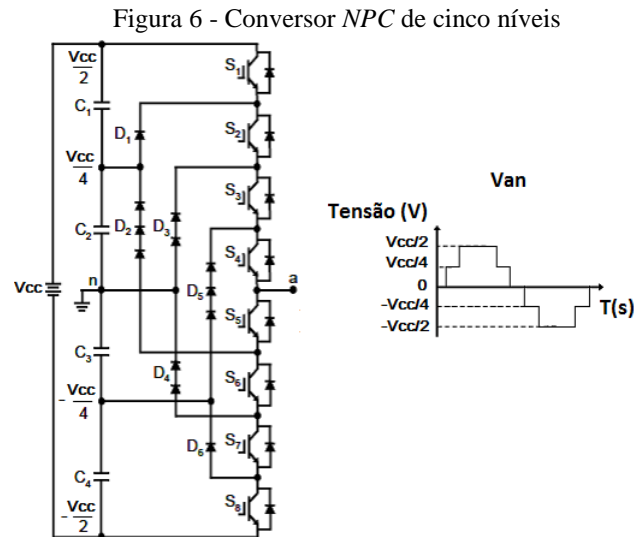 Figura 6 - Conversor NPC de cinco níveis
Vcc
2
C1
Vcc
4
C2
Vcc
n
C3
- Vcc
4
C4
- Vcc
2
D1
D2
D3
D4
D5
D6
S1
S2
S3
S4
a
S5
S6
S7
S8
Van
Tensão (V)
Vcc/2
Vcc/4
0
-Vcc/4
-Vcc/2
T(s)